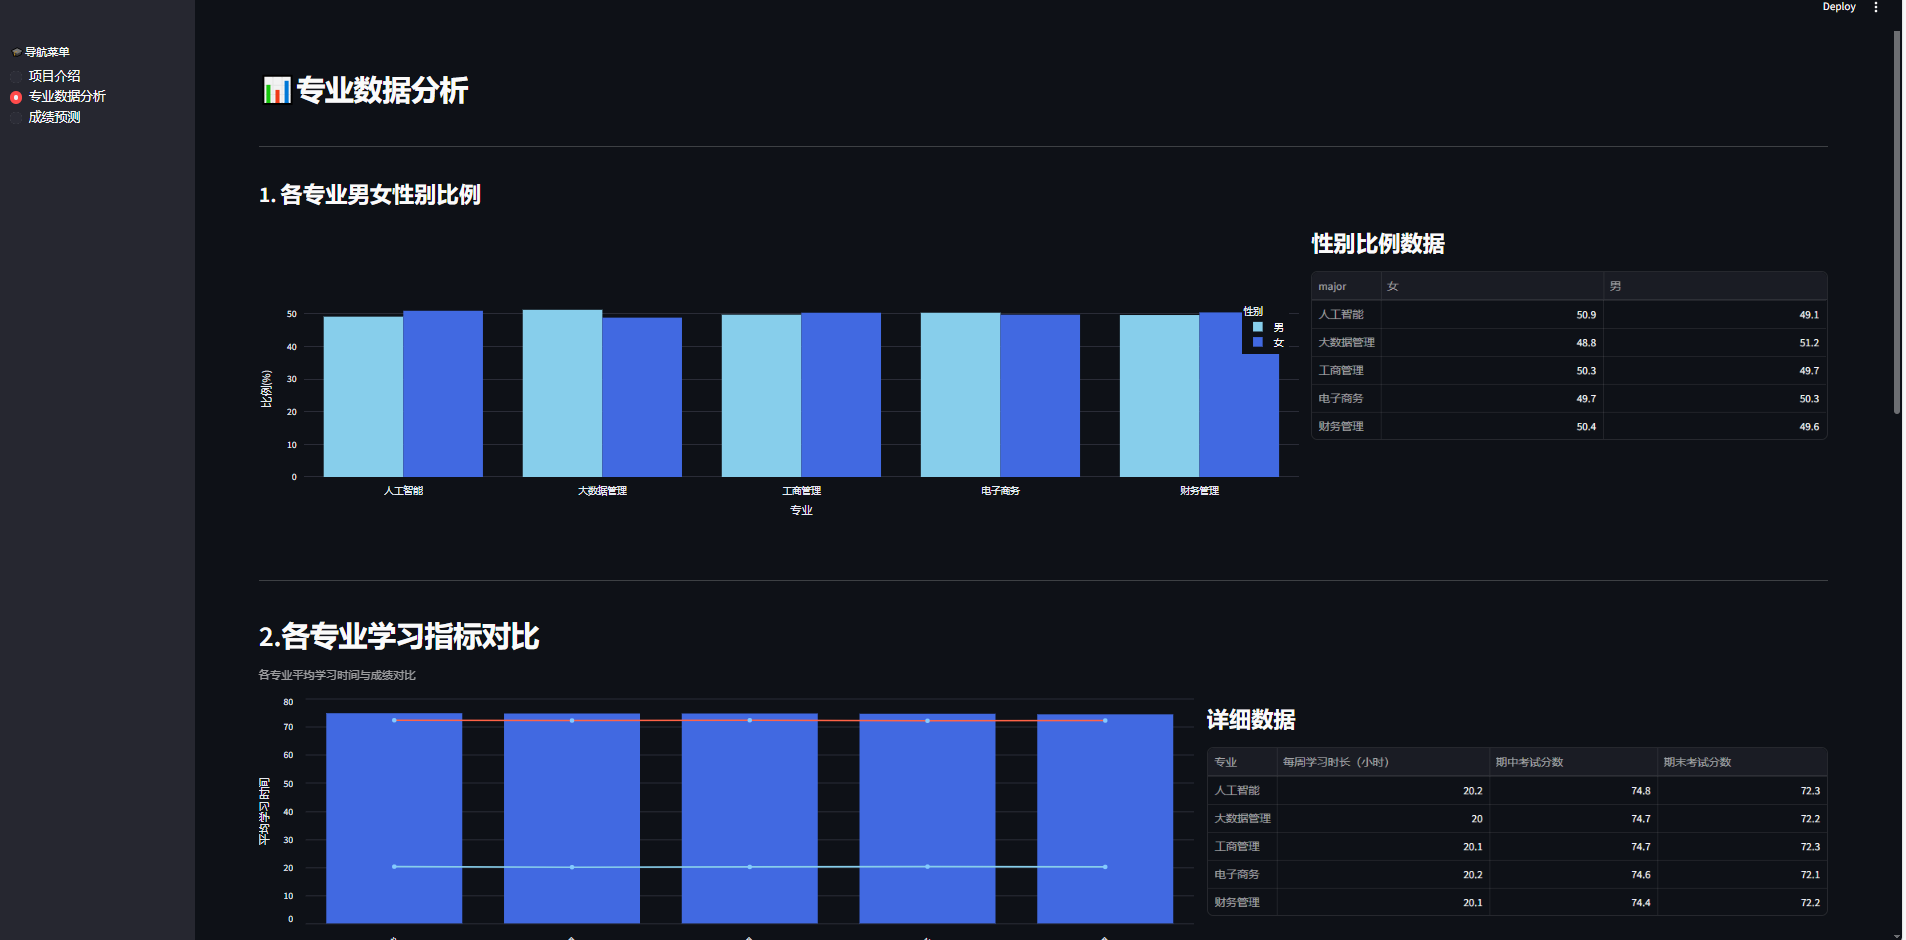 Deploy
导航菜单
项目介绍
专业数据分析
成绩预测
专业数据分析
1. 各专业男女性别比例
比例(%)
50
40
30
20
10
0
人工智能 大数据管理 工商管理 电子商务 财务管理
专业
性别
男
女
性别比例数据
major 女 男
人工智能 50.9 49.1
大数据管理 48.8 51.2
工商管理 50.3 49.7
电子商务 49.7 50.3
财务管理 50.4 49.6
2.各专业学习指标对比
各专业平均学习时间与成绩对比
平均学习时间
80
70
60
50
40
30
20
10
0
详细数据
专业 每周学习时长（小时） 期中考试分数 期末考试分数
人工智能 20.2 74.8 72.3
大数据管理 20 74.7 72.2
工商管理 20.1 74.7 72.3
电子商务 20.2 74.6 72.1
财务管理 20.1 74.4 72.2